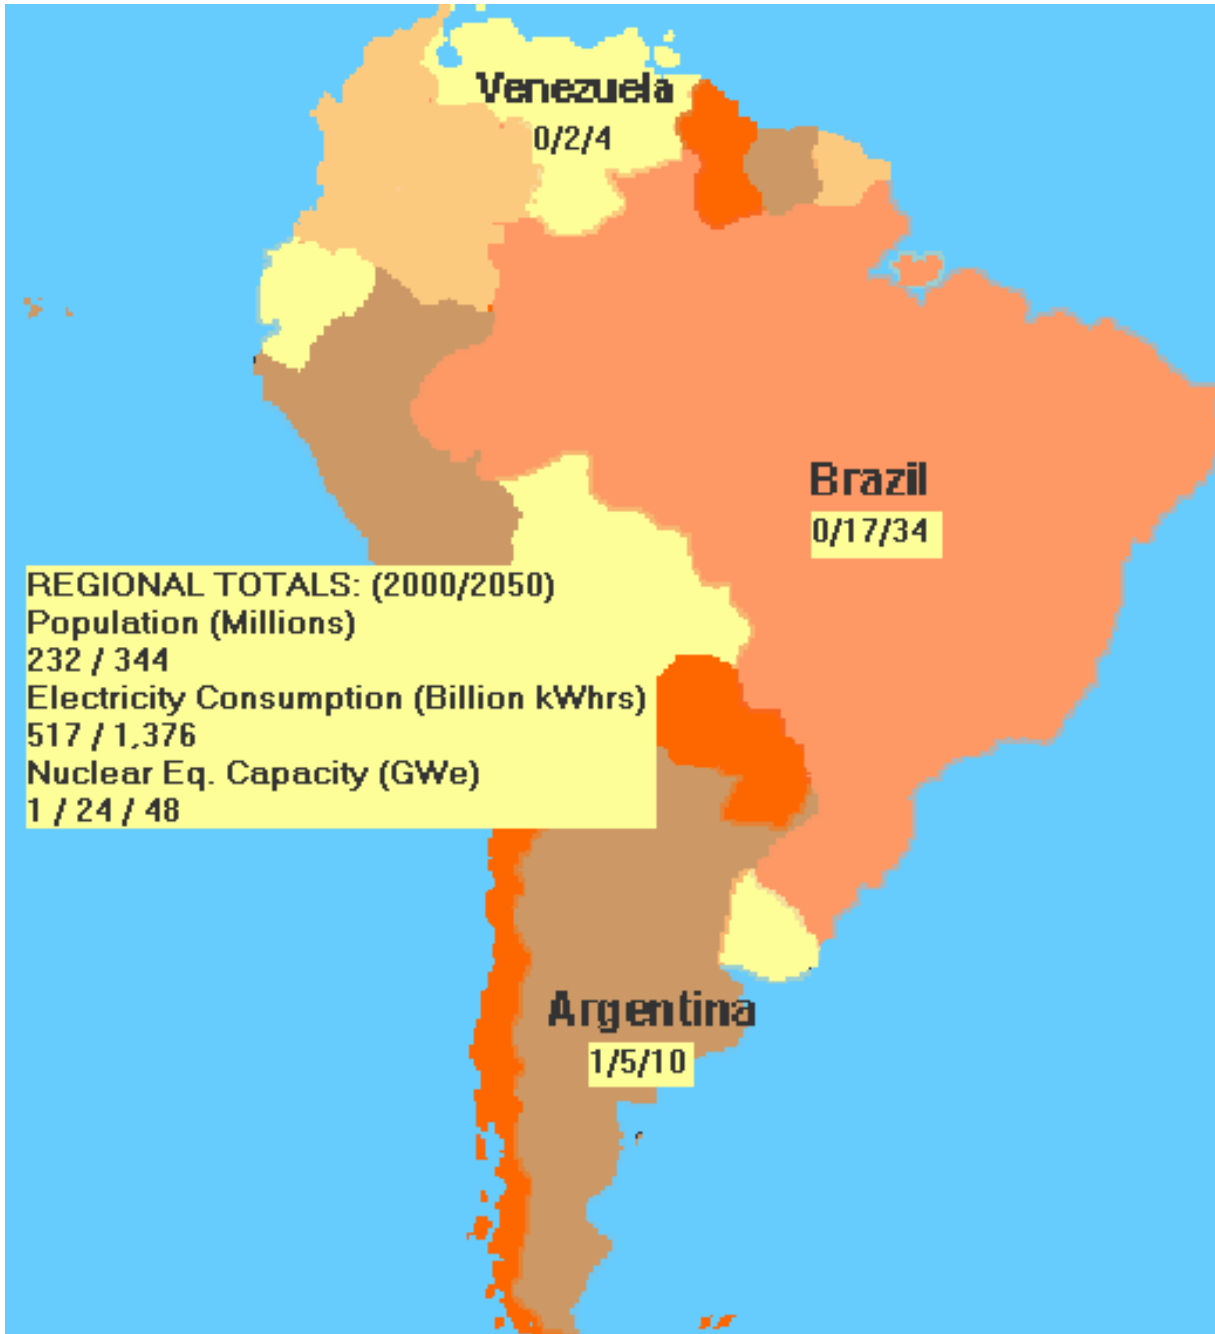 Venezuela
0/2/4
Brazil
0/17/34
REGIONAL TOTALS: (2000/2050)
Population (Millions)
232 / 344
Electricity Consumption (Billion kWhrs)
517 / 1,376
Nuclear Eq. Capacity (GWe)
1 / 24 / 48
Argentina
1/5/10